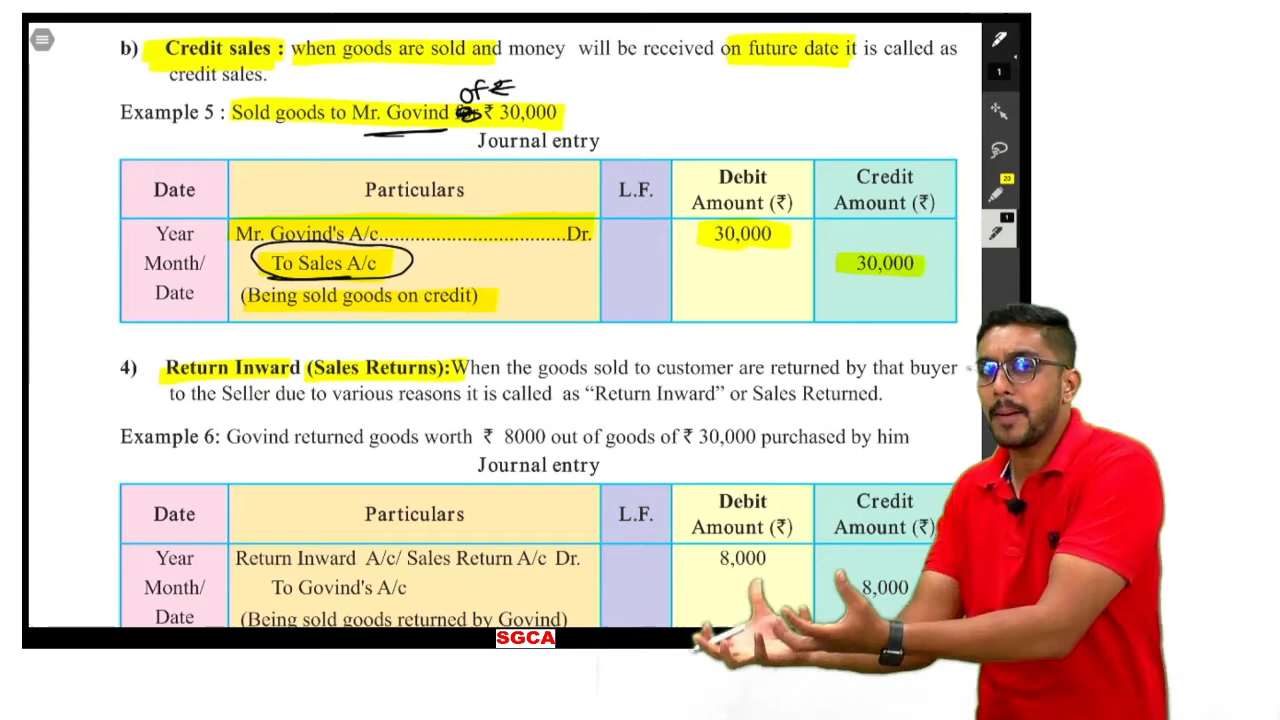 b) Credit sales : when goods are sold and money will be received on future date it is called as
credit sales.
of ₹
Example 5 : Sold goods to Mr. Govind ₹ 30,000
Journal entry
Date Particulars L.F. Debit Amount (₹) Credit Amount (₹)
Year Mr. Govind's A/c....................................Dr. 30,000
Month/ To Sales A/c 30,000
Date (Being sold goods on credit)
4) Return Inward (Sales Returns):When the goods sold to customer are returned by that buyer
to the Seller due to various reasons it is called as “Return Inward” or Sales Returned.
Example 6: Govind returned goods worth ₹ 8000 out of goods of ₹ 30,000 purchased by him
Journal entry
Date Particulars L.F. Debit Amount (₹) Credit Amount (₹)
Year Return Inward A/c/ Sales Return A/c Dr. 8,000
Month/ To Govind's A/c 8,000
Date (Being sold goods returned by Govind)
SGCA
1
20
1